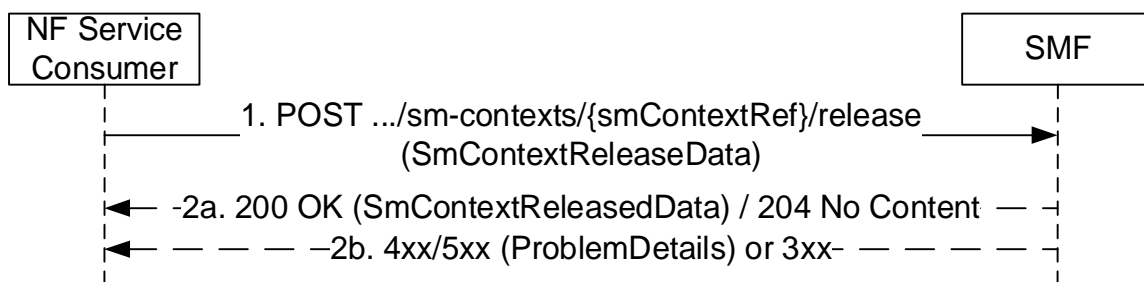 NF Service
Consumer
SMF
1. POST .../sm-contexts/{smContextRef}/release
(SmContextReleaseData)
2a. 200 OK (SmContextReleasedData) / 204 No Content
2b. 4xx/5xx (ProblemDetails) or 3xx